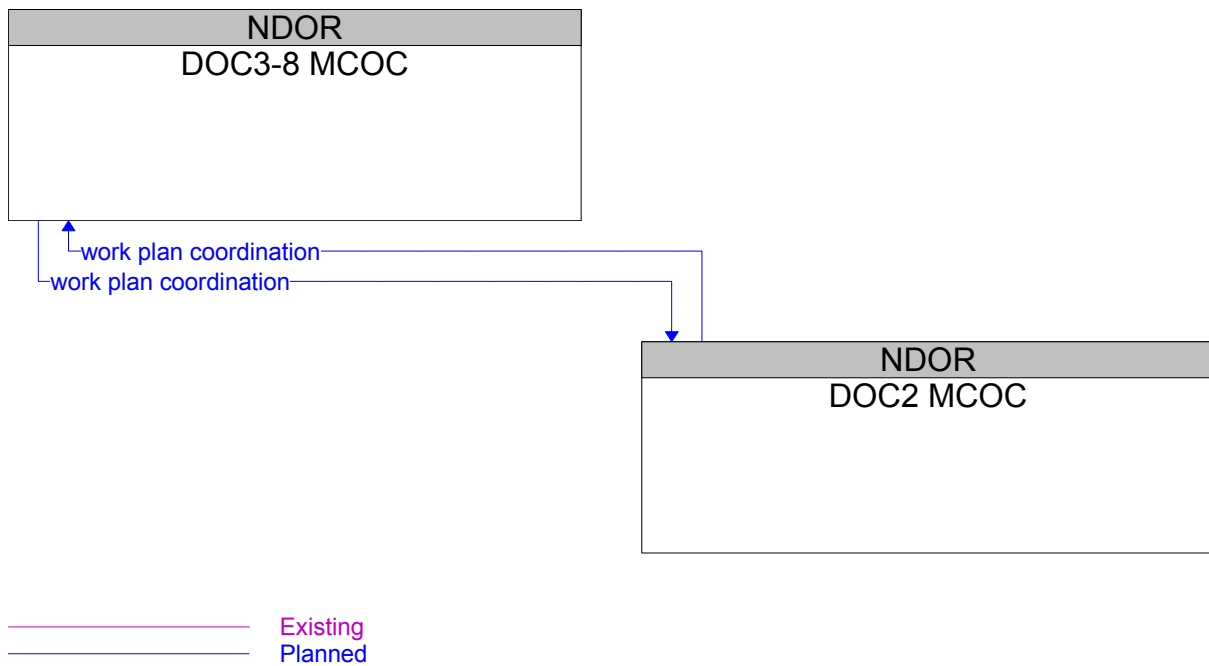 NDOR
DOC3-8 MCOC
work plan coordination
work plan coordination
NDOR
DOC2 MCOC
Existing
Planned